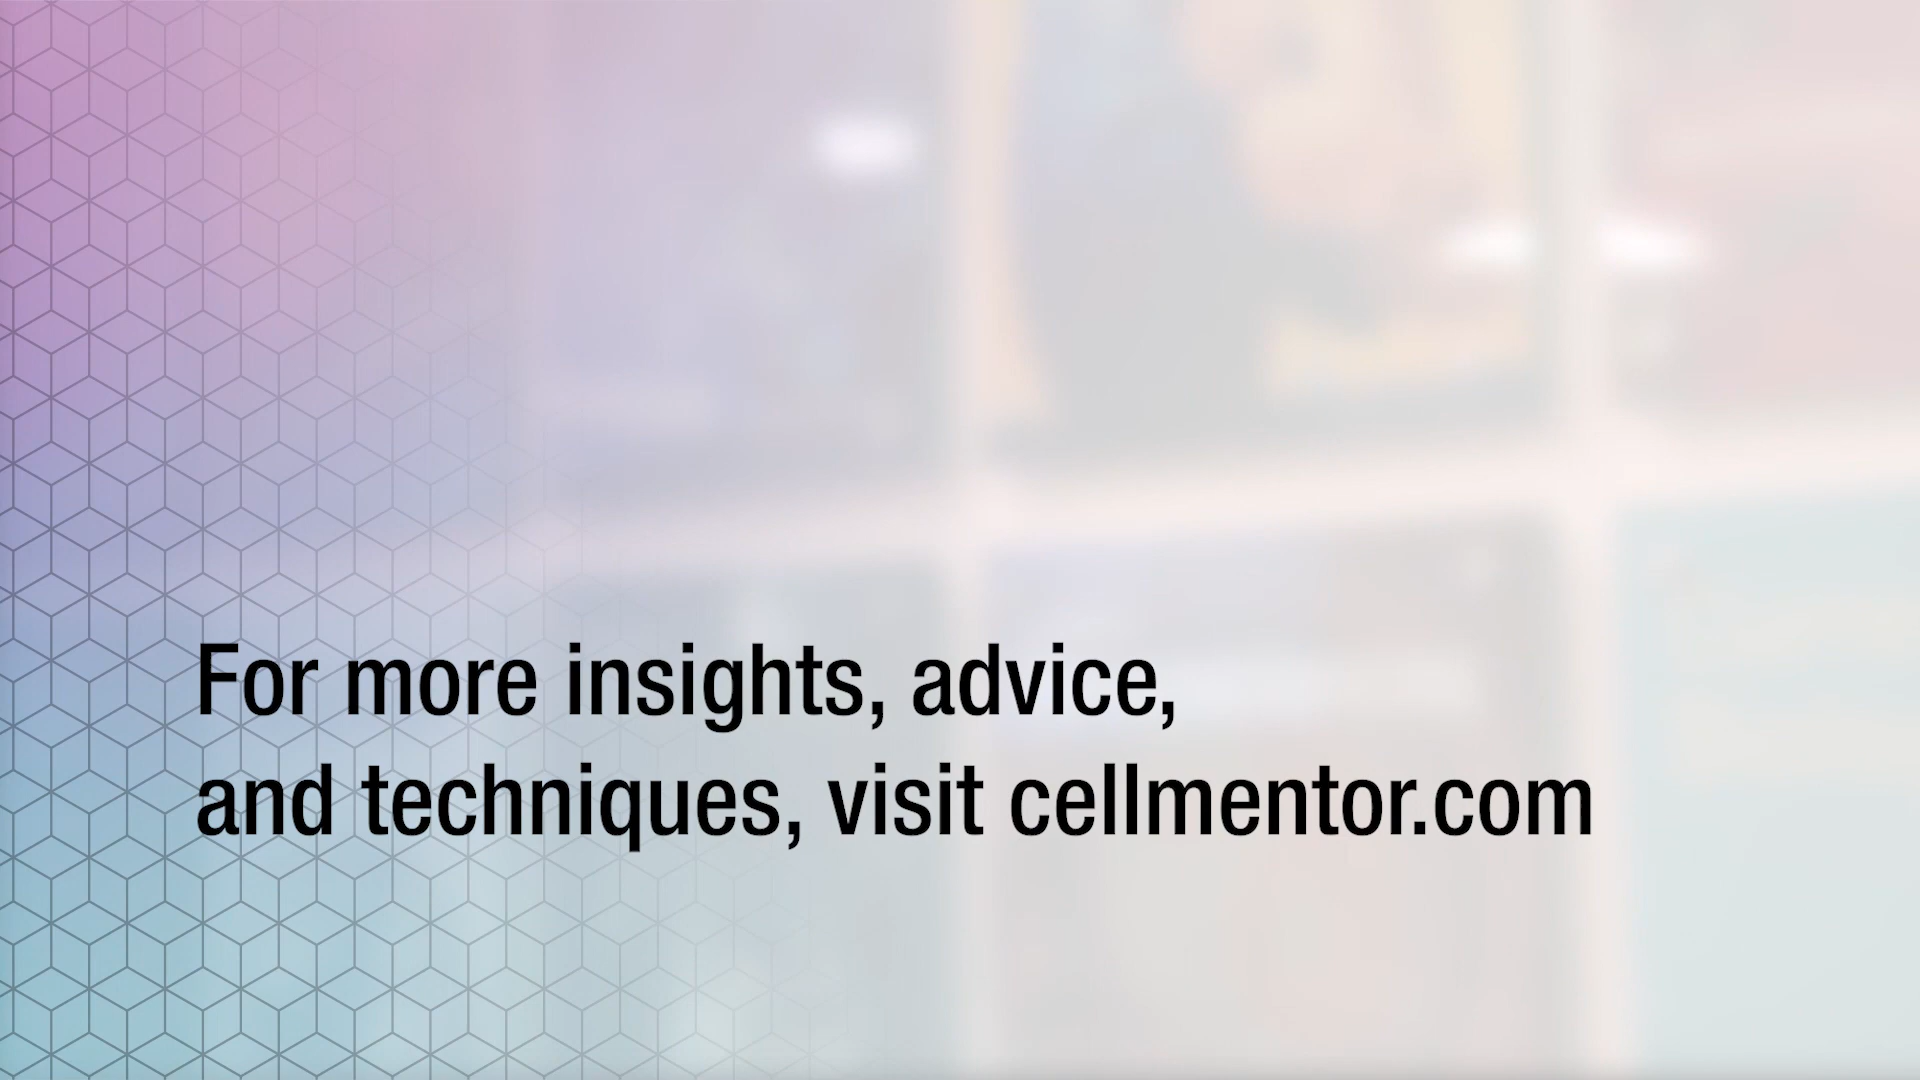 For more insights, advice,
and techniques, visit cellmentor.com